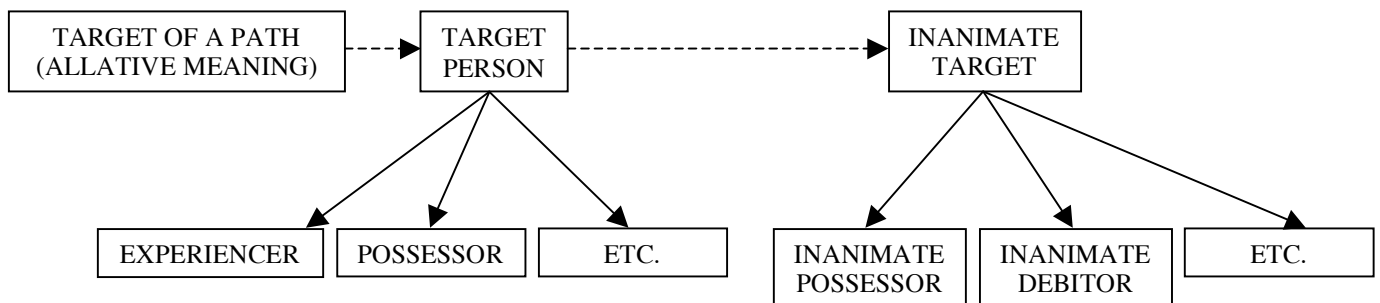 TARGET OF A PATH
(ALLATIVE MEANING)
TARGET
PERSON
INANIMATE
TARGET
EXPERIENCER
POSSESSOR
ETC.
INANIMATE
POSSESSOR
INANIMATE
DEBITOR
ETC.